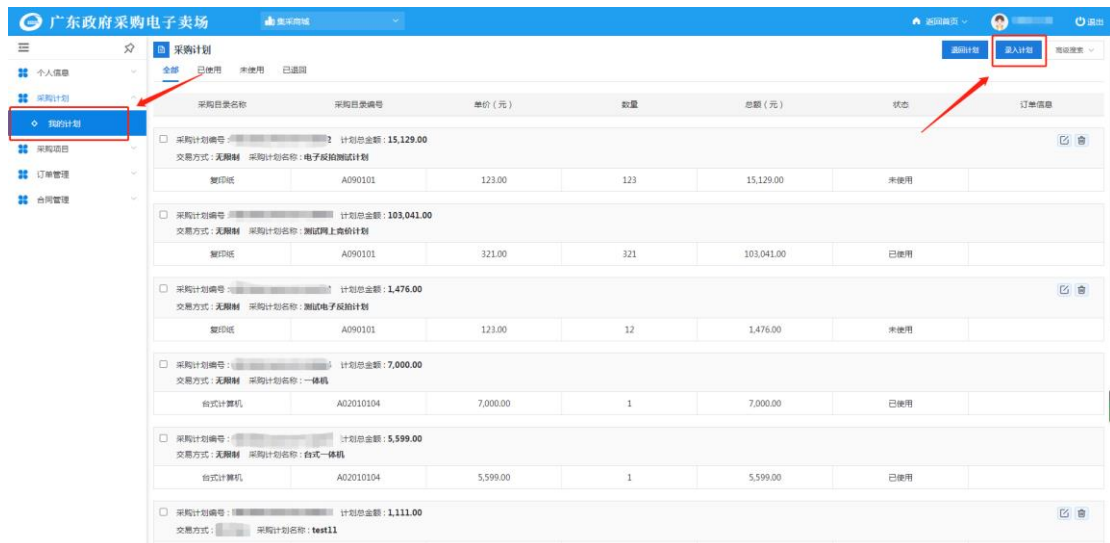 广东政府采购电子卖场 集采商城 返回首页 退出
采购计划 退回计划 录入计划 高级搜索
全部 已使用 未使用 已退回
个人信息
采购计划
我的计划
采购项目
订单管理
合同管理
采购目录名称 采购目录编号 单价（元） 数量 总额（元） 状态 订单信息
采购计划编号： 2 计划总金额：15,129.00
交易方式：无限制 采购计划名称：电子反拍测试计划
复印纸 A090101 123.00 123 15,129.00 未使用
采购计划编号： 计划总金额：103,041.00
交易方式：无限制 采购计划名称：测试网上竞价计划
复印纸 A090101 321.00 321 103,041.00 已使用
采购计划编号： 计划总金额：1,476.00
交易方式：无限制 采购计划名称：测试电子反拍计划
复印纸 A090101 123.00 12 1,476.00 未使用
采购计划编号： 计划总金额：7,000.00
交易方式：无限制 采购计划名称：一体机
台式计算机 A02010104 7,000.00 1 7,000.00 已使用
采购计划编号： 计划总金额：5,599.00
交易方式：无限制 采购计划名称：台式一体机
台式计算机 A02010104 5,599.00 1 5,599.00 已使用
采购计划编号： 计划总金额：1,111.00
交易方式： 采购计划名称：test11